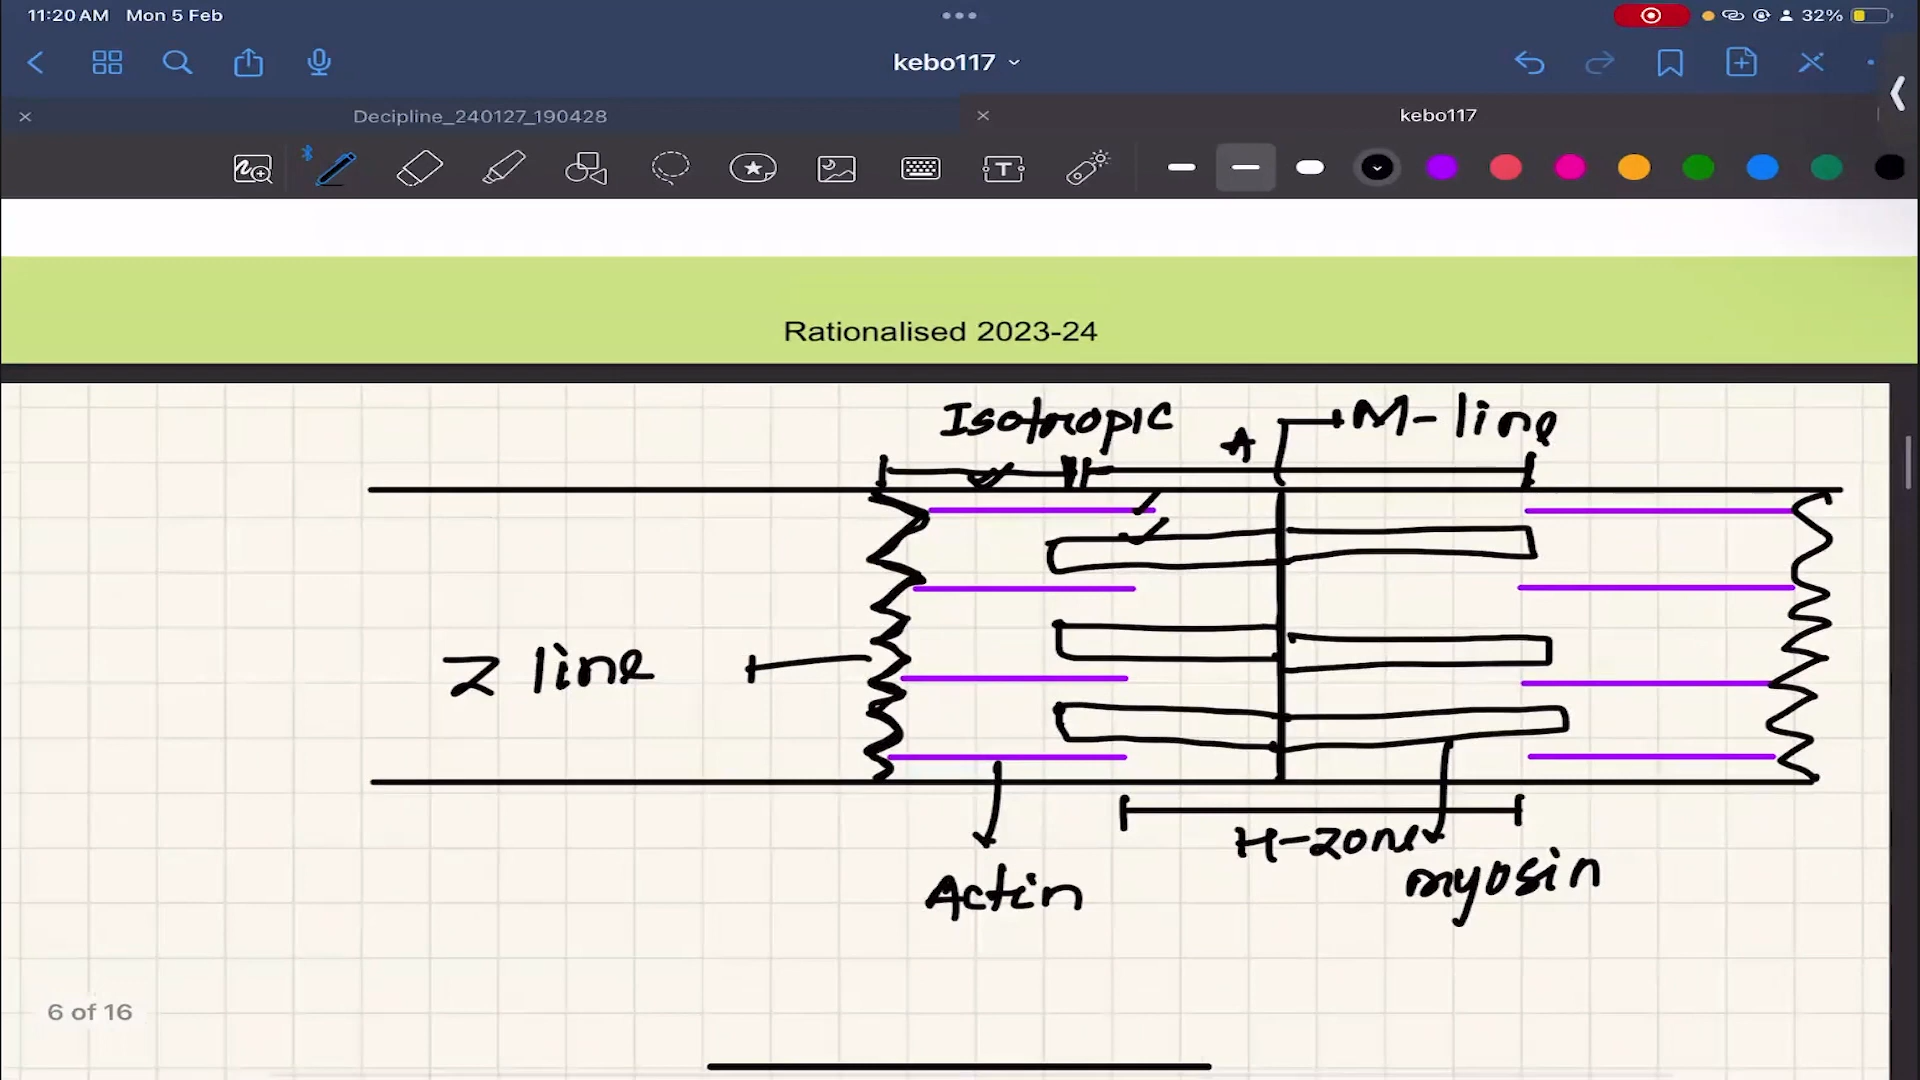 11:20 AM Mon 5 Feb
32%
kebo117
Decipline_240127_190428
kebo117
T
Rationalised 2023-24
Isotropic
A
M-line
Z line
H-zone
myosin
Actin
6 of 16